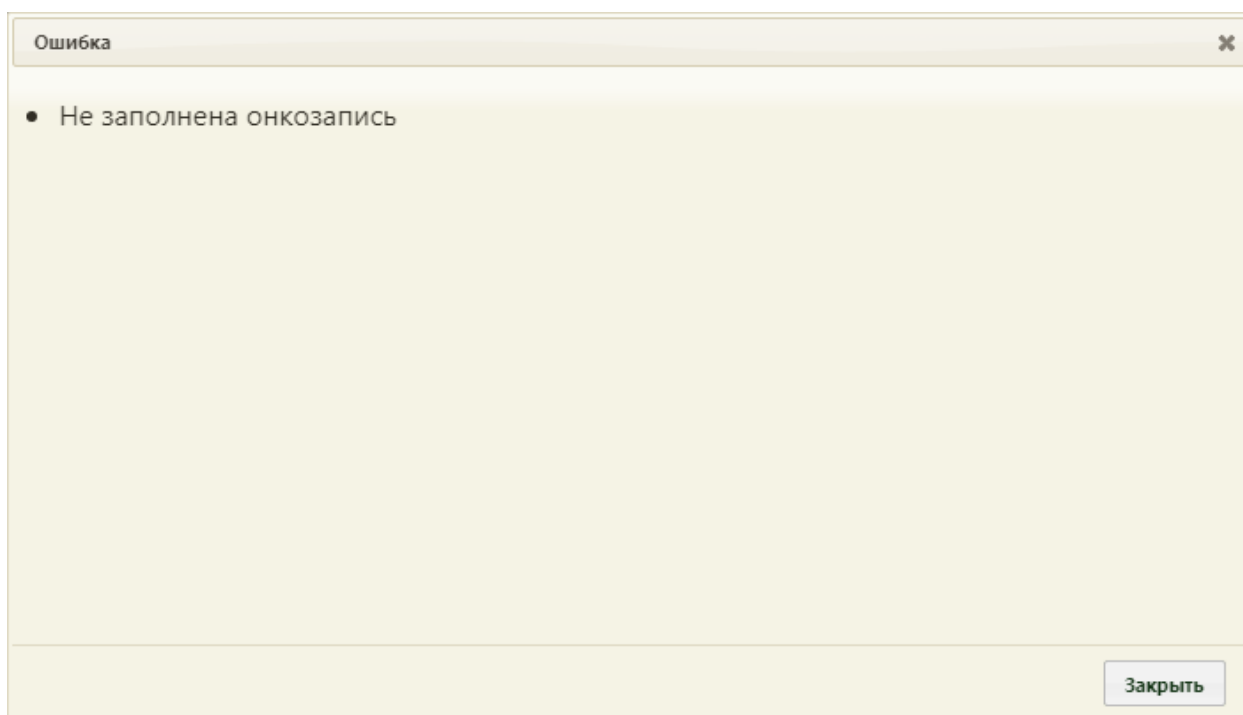 Ошибка
Не заполнена онкозапись
Закрыть